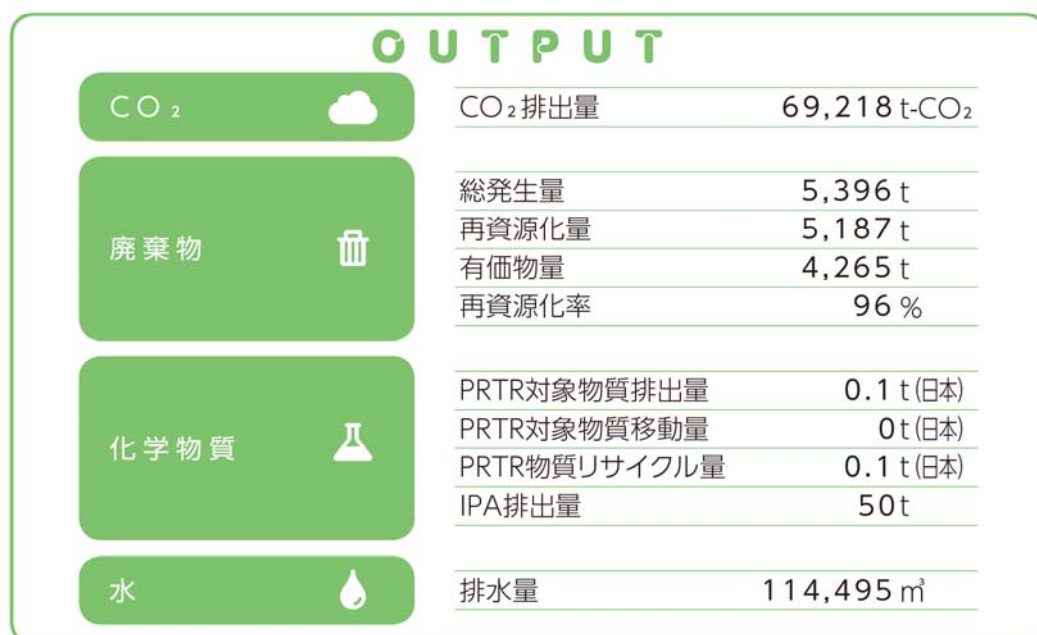 OUTPUT
CO₂
CO₂排出量 69,218 t-CO₂
廃棄物
総発生量 5,396 t
再資源化量 5,187 t
有価物量 4,265 t
再資源化率 96 %
化学物質
PRTR対象物質排出量 0.1 t(日本)
PRTR対象物質移動量 0t(日本)
PRTR物質リサイクル量 0.1 t(日本)
IPA排出量 50t
水
排水量 114,495 ㎥